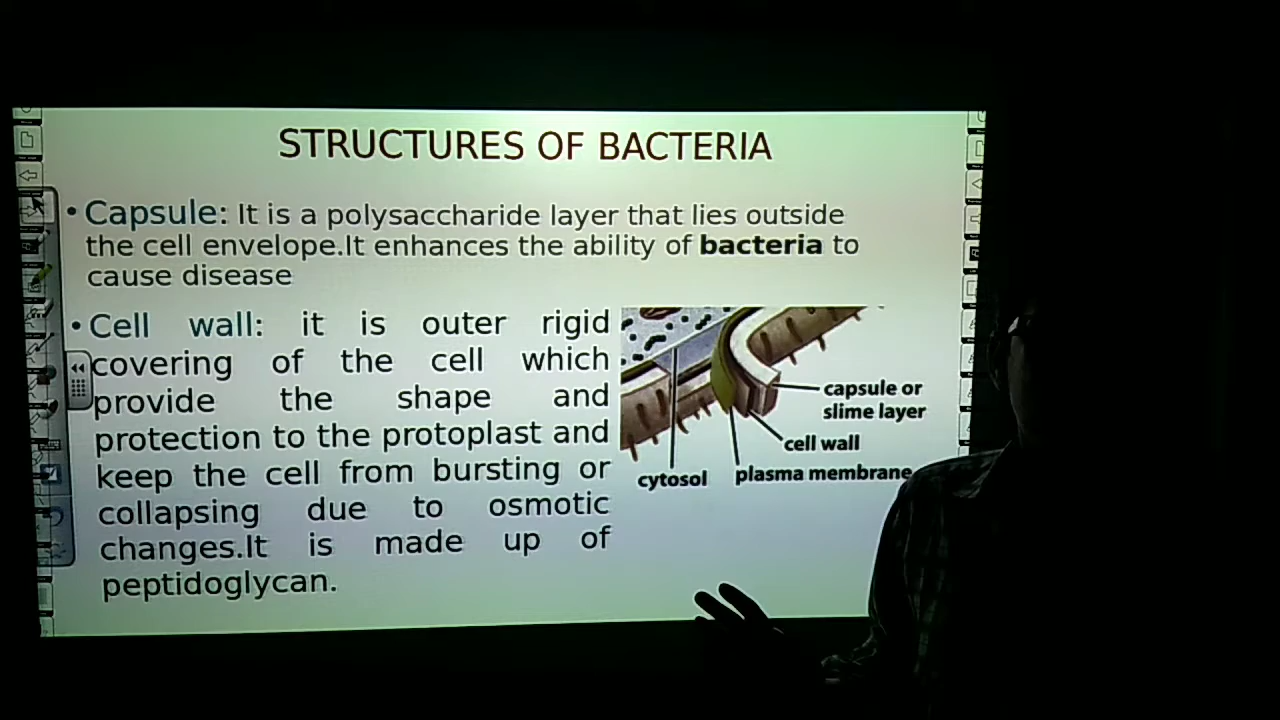 STRUCTURES OF BACTERIA
• Capsule: It is a polysaccharide layer that lies outside
the cell envelope.It enhances the ability of bacteria to
cause disease
• Cell wall: it is outer rigid
covering of the cell which
provide the shape and
protection to the protoplast and
keep the cell from bursting or
collapsing due to osmotic
changes.It is made up of
peptidoglycan.
capsule or
slime layer
cell wall
plasma membrane
cytosol